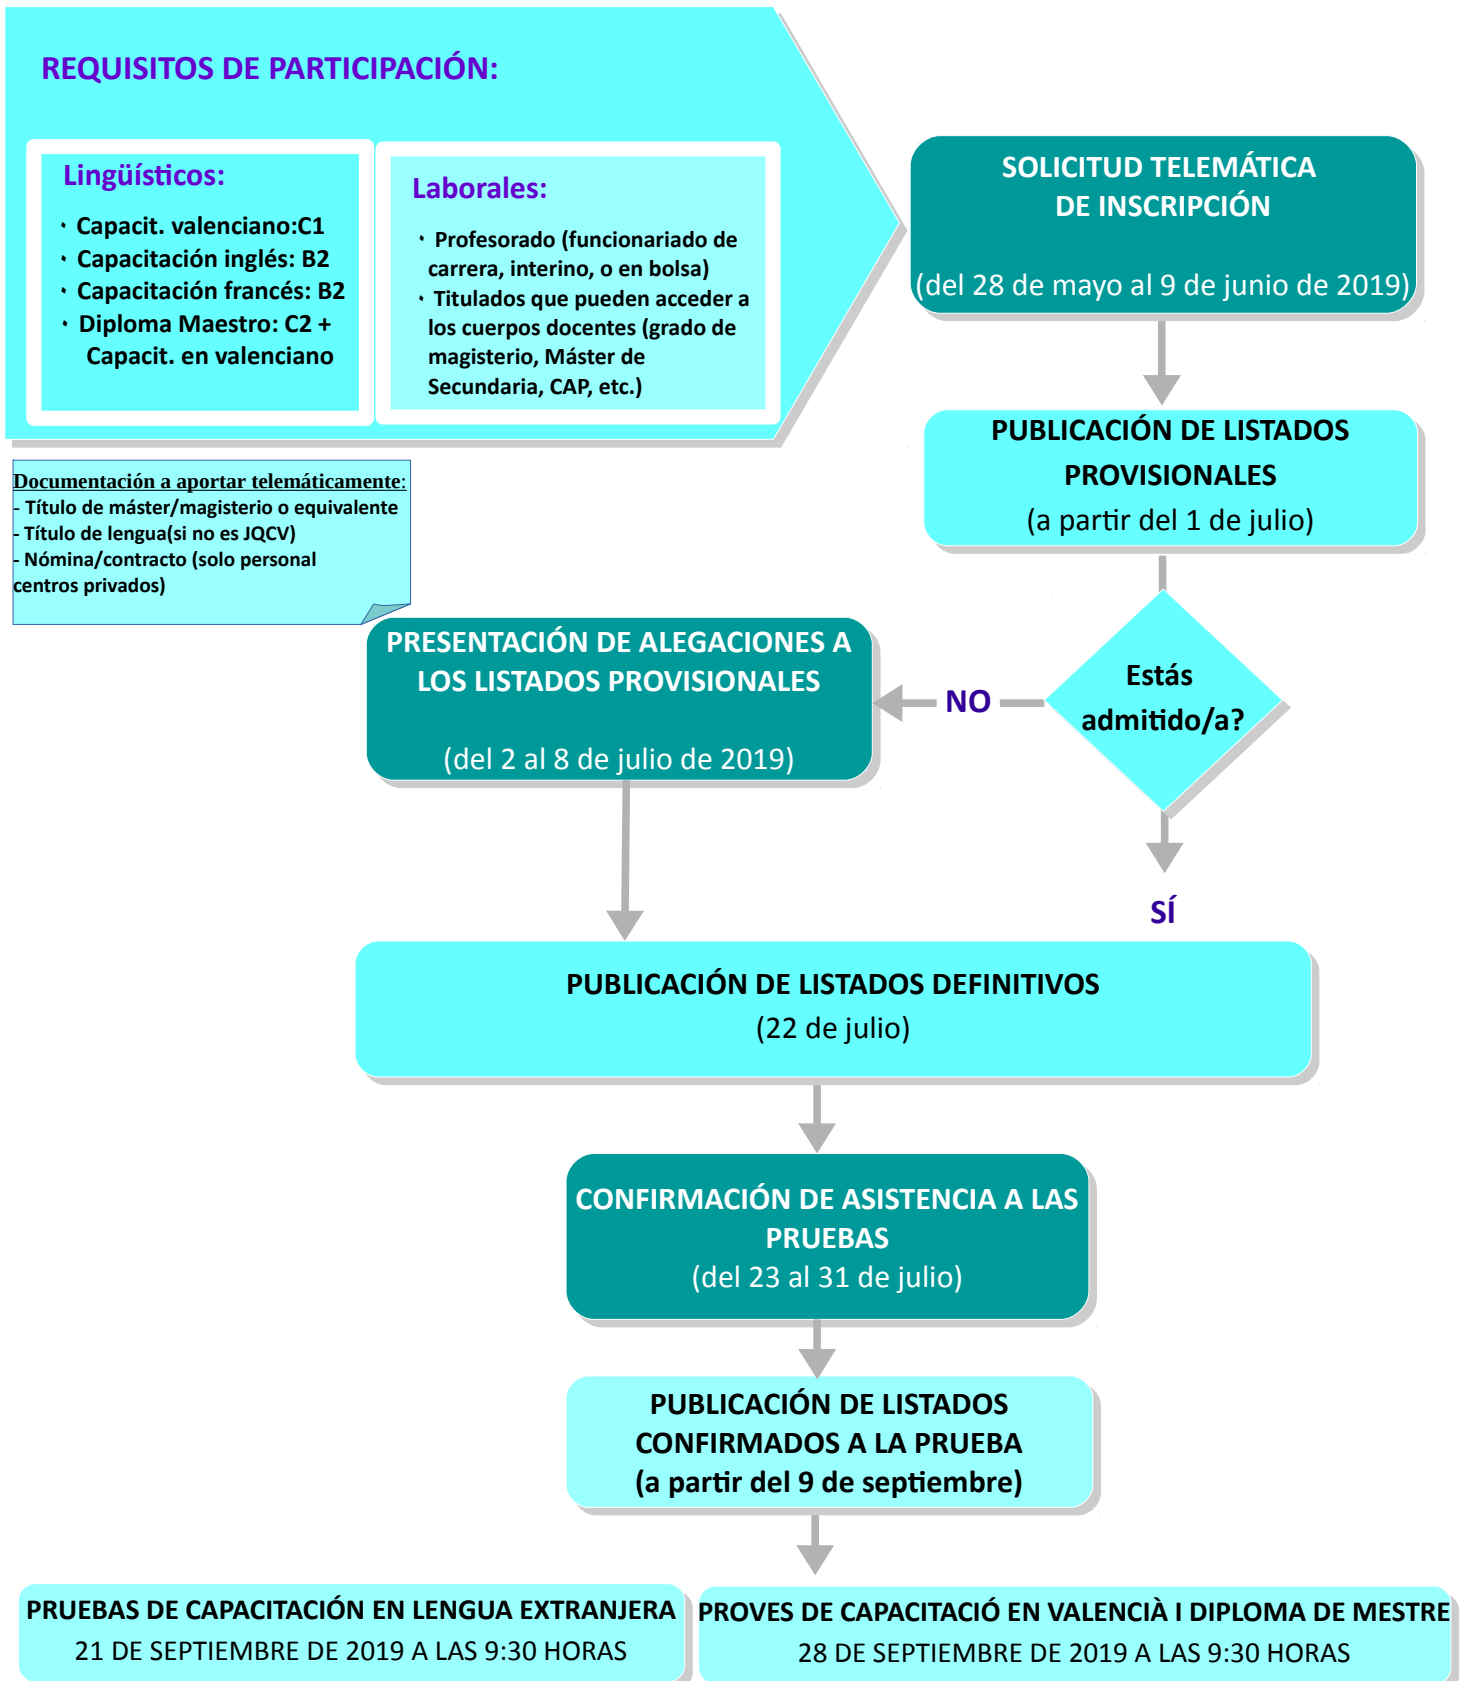 REQUISITOS DE PARTICIPACIÓN:
Lingüísticos:
· Capacit. valenciano:C1
· Capacitación inglés: B2
· Capacitación francés: B2
· Diploma Maestro: C2 +
Capacit. en valenciano
Laborales:
· Profesorado (funcionariado de
carrera, interino, o en bolsa)
· Titulados que pueden acceder a
los cuerpos docentes (grado de
magisterio, Máster de
Secundaria, CAP, etc.)
SOLICITUD TELEMÁTICA
DE INSCRIPCIÓN
(del 28 de mayo al 9 de junio de 2019)
PUBLICACIÓN DE LISTADOS
PROVISIONALES
(a partir del 1 de julio)
Documentación a aportar telemáticamente:
- Título de máster/magisterio o equivalente
- Título de lengua(si no es JQCV)
- Nómina/contracto (solo personal
centros privados)
Estás
admitido/a?
NO
PRESENTACIÓN DE ALEGACIONES A
LOS LISTADOS PROVISIONALES
(del 2 al 8 de julio de 2019)
SÍ
PUBLICACIÓN DE LISTADOS DEFINITIVOS
(22 de julio)
CONFIRMACIÓN DE ASISTENCIA A LAS
PRUEBAS
(del 23 al 31 de julio)
PUBLICACIÓN DE LISTADOS
CONFIRMADOS A LA PRUEBA
(a partir del 9 de septiembre)
PRUEBAS DE CAPACITACIÓN EN LENGUA EXTRANJERA
21 DE SEPTIEMBRE DE 2019 A LAS 9:30 HORAS
PROVES DE CAPACITACIÓ EN VALENCIÀ I DIPLOMA DE MESTRE
28 DE SEPTIEMBRE DE 2019 A LAS 9:30 HORAS